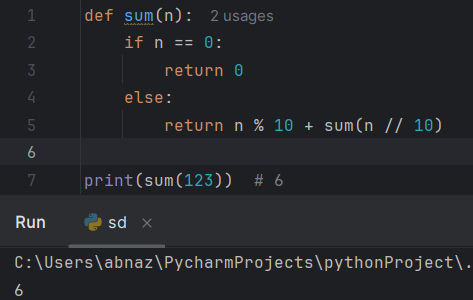 1 def sum(n): 2 usages
2 if n == 0:
3 return 0
4 else:
5 return n % 10 + sum(n // 10)
6
7 print(sum(123)) # 6
Run sd ×
C:\Users\abnaz\PycharmProjects\pythonProject\.
6